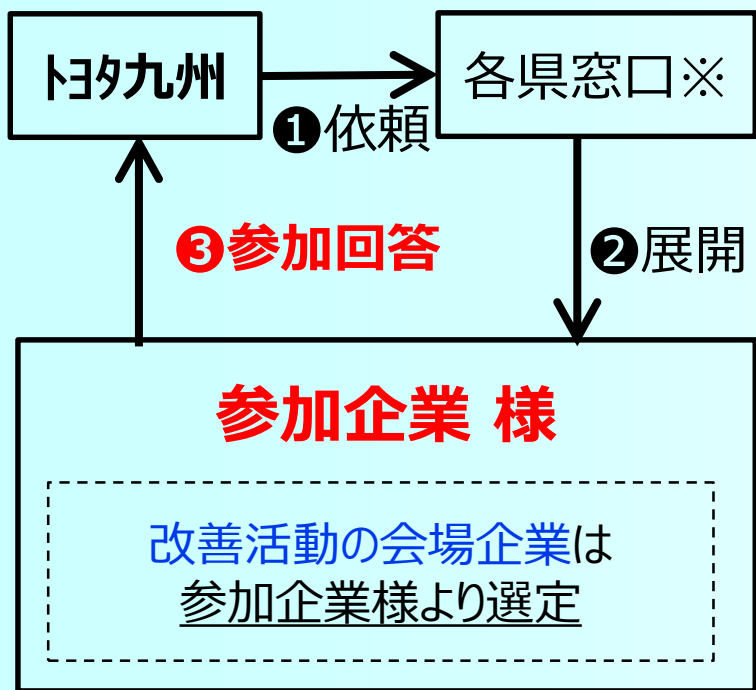 ﾄﾖﾀ九州
各県窓口※
❶依頼
❸参加回答
❷展開
参加企業 様
改善活動の会場企業は
参加企業様より選定